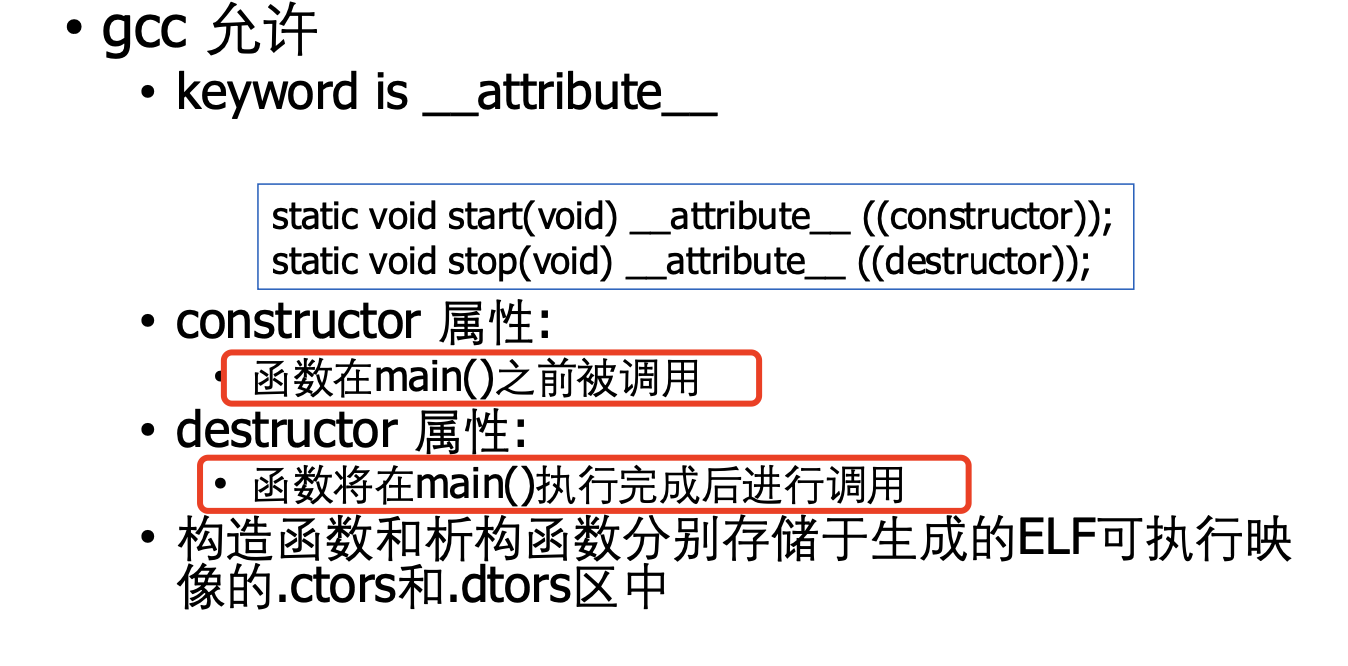 • gcc 允许
• keyword is __attribute__
static void start(void) __attribute__ ((constructor));
static void stop(void) __attribute__ ((destructor));
• constructor 属性:
• 函数在main()之前被调用
• destructor 属性:
• 函数将在main()执行完成后进行调用
• 构造函数和析构函数分别存储于生成的ELF可执行映
像的.ctors和.dtors区中